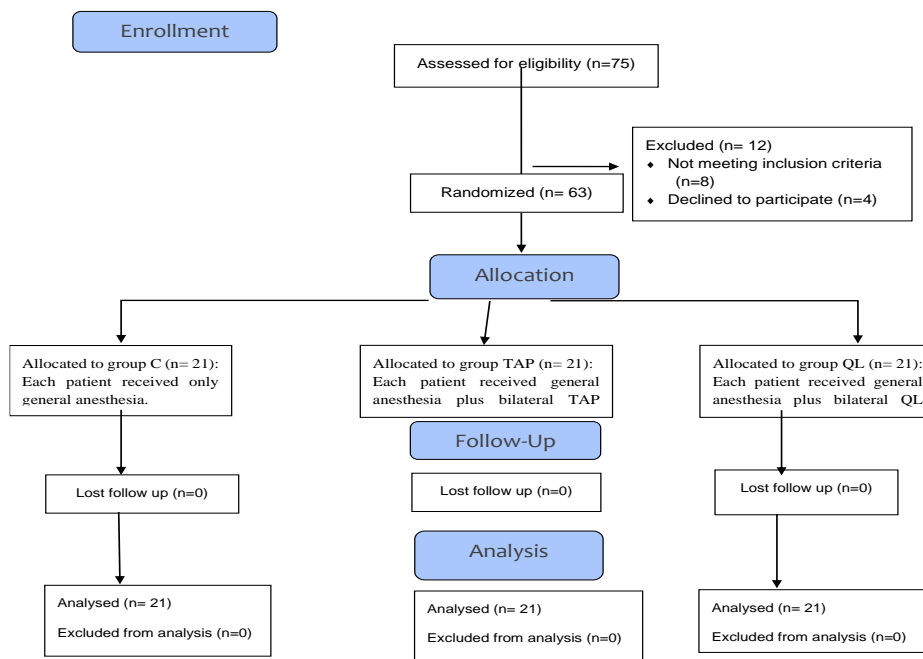 Enrollment
Assessed for eligibility (n=75)
Excluded (n= 12)
⬥ Not meeting inclusion criteria
(n=8)
⬥ Declined to participate (n=4)
Randomized (n= 63)
Allocation
Allocated to group C (n= 21):
Each patient received only
general anesthesia.
Allocated to group TAP (n= 21):
Each patient received general
anesthesia plus bilateral TAP
Allocated to group QL (n= 21):
Each patient received general
anesthesia plus bilateral QL
Follow-Up
Lost follow up (n=0)
Lost follow up (n=0)
Lost follow up (n=0)
Analysis
Analysed (n= 21)
Excluded from analysis (n=0)
Analysed (n= 21)
Excluded from analysis (n=0)
Analysed (n= 21)
Excluded from analysis (n=0)